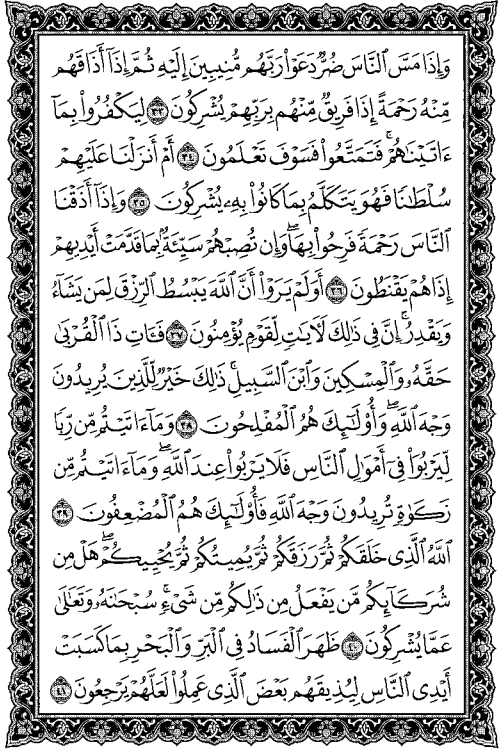 وَإِذَا مَسَّ ٱلنَّاسَ ضُرٌّ دَعَوْا۟ رَبَّهُم مُّنِيبِينَ إِلَيْهِ ثُمَّ إِذَآ أَذَاقَهُم
مِّنْهُ رَحْمَةً إِذَا فَرِيقٌ مِّنْهُم بِرَبِّهِمْ يُشْرِكُونَ ٣٣ لِيَكْفُرُوا۟ بِمَآ
ءَاتَيْنَٰهُمْ ۚ فَتَمَتَّعُوا۟ فَسَوْفَ تَعْلَمُونَ ٣٤ أَمْ أَنزَلْنَا عَلَيْهِمْ
سُلْطَٰنًا فَهُوَ يَتَكَلَّمُ بِمَا كَانُوا۟ بِهِۦ يُشْرِكُونَ ٣٥ وَإِذَآ أَذَقْنَا
ٱلنَّاسَ رَحْمَةً فَرِحُوا۟ بِهَا ۖ وَإِن تُصِبْهُمْ سَيِّئَةٌۢ بِمَا قَدَّمَتْ أَيْدِيهِمْ
إِذَا هُمْ يَقْنَطُونَ ٣٦ أَوَلَمْ يَرَوْا۟ أَنَّ ٱللَّهَ يَبْسُطُ ٱلرِّزْقَ لِمَن يَشَآءُ
وَيَقْدِرُ ۚ إِنَّ فِى ذَٰلِكَ لَءَايَٰتٍ لِّقَوْمٍ يُؤْمِنُونَ ٣٧ فَـَٔاتِ ذَا ٱلْقُرْبَىٰ
حَقَّهُۥ وَٱلْمِسْكِينَ وَٱبْنَ ٱلسَّبِيلِ ۚ ذَٰلِكَ خَيْرٌ لِّلَّذِينَ يُرِيدُونَ
وَجْهَ ٱللَّهِ ۖ وَأُو۟لَٰٓئِكَ هُمُ ٱلْمُفْلِحُونَ ٣٨ وَمَآ ءَاتَيْتُم مِّن رِّبًا
لِّيَرْبُوَا۟ فِىٓ أَمْوَٰلِ ٱلنَّاسِ فَلَا يَرْبُوا۟ عِندَ ٱللَّهِ ۖ وَمَآ ءَاتَيْتُم مِّن
زَكَوٰةٍ تُرِيدُونَ وَجْهَ ٱللَّهِ فَأُو۟لَٰٓئِكَ هُمُ ٱلْمُضْعِفُونَ ٣٩
ٱللَّهُ ٱلَّذِى خَلَقَكُمْ ثُمَّ رَزَقَكُمْ ثُمَّ يُمِيتُكُمْ ثُمَّ يُحْيِيكُمْ ۖ هَلْ مِن
شُرَكَآئِكُم مَّن يَفْعَلُ مِن ذَٰلِكُم مِّن شَىْءٍ ۚ سُبْحَٰنَهُۥ وَتَعَٰلَىٰ
عَمَّا يُشْرِكُونَ ٤٠ ظَهَرَ ٱلْفَسَادُ فِى ٱلْبَرِّ وَٱلْبَحْرِ بِمَا كَسَبَتْ
أَيْدِى ٱلنَّاسِ لِيُذِيقَهُم بَعْضَ ٱلَّذِى عَمِلُوا۟ لَعَلَّهُمْ يَرْجِعُونَ ٤١